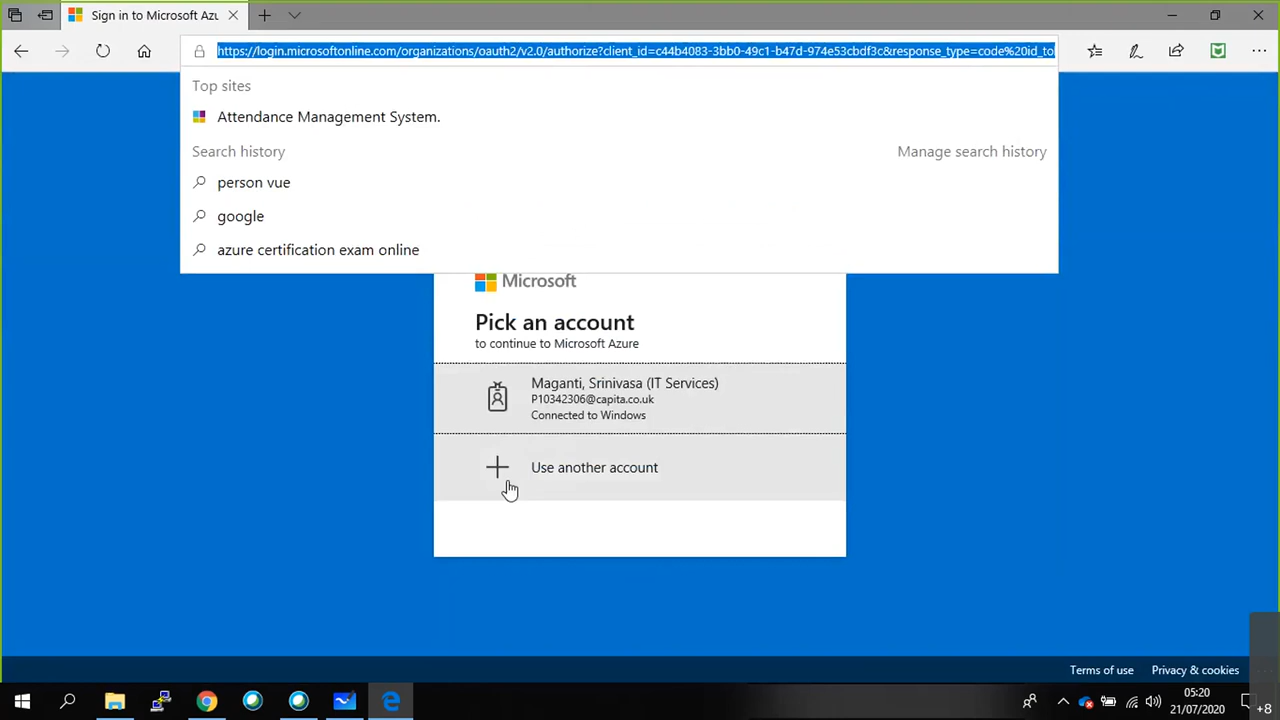 Sign in to Microsoft Azu
https://login.microsoftonline.com/organizations/oauth2/v2.0/authorize?client_id=c44b4083-3bb0-49c1-b47d-974e53cbdf3c&response_type=code%20id_to
Top sites
Attendance Management System.
Search history
Manage search history
person vue
google
azure certification exam online
Microsoft
Pick an account
to continue to Microsoft Azure
Maganti, Srinivasa (IT Services)
P10342306@capita.co.uk
Connected to Windows
Use another account
Terms of use
Privacy & cookies
05:20
21/07/2020
+8